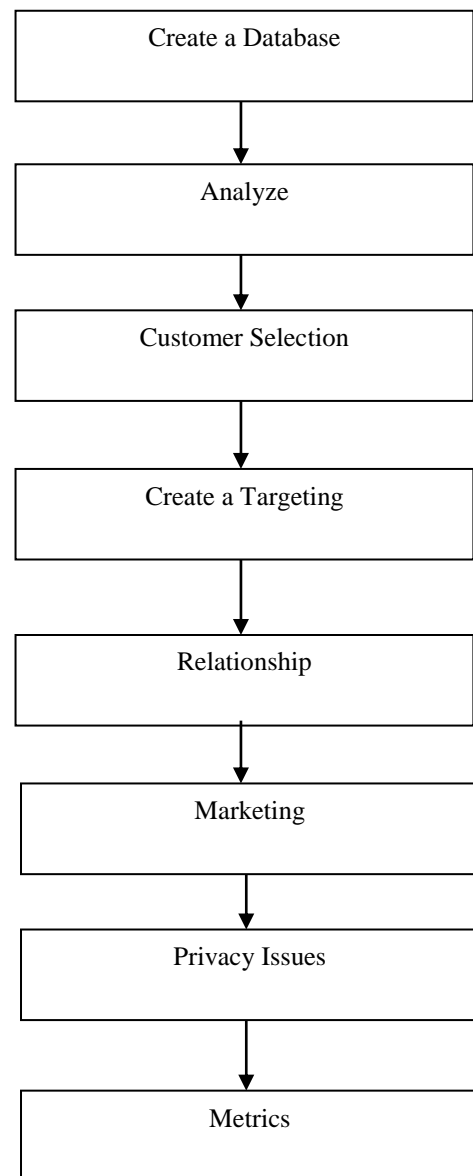 Create a Database
Analyze
Customer Selection
Create a Targeting
Relationship
Marketing
Privacy Issues
Metrics